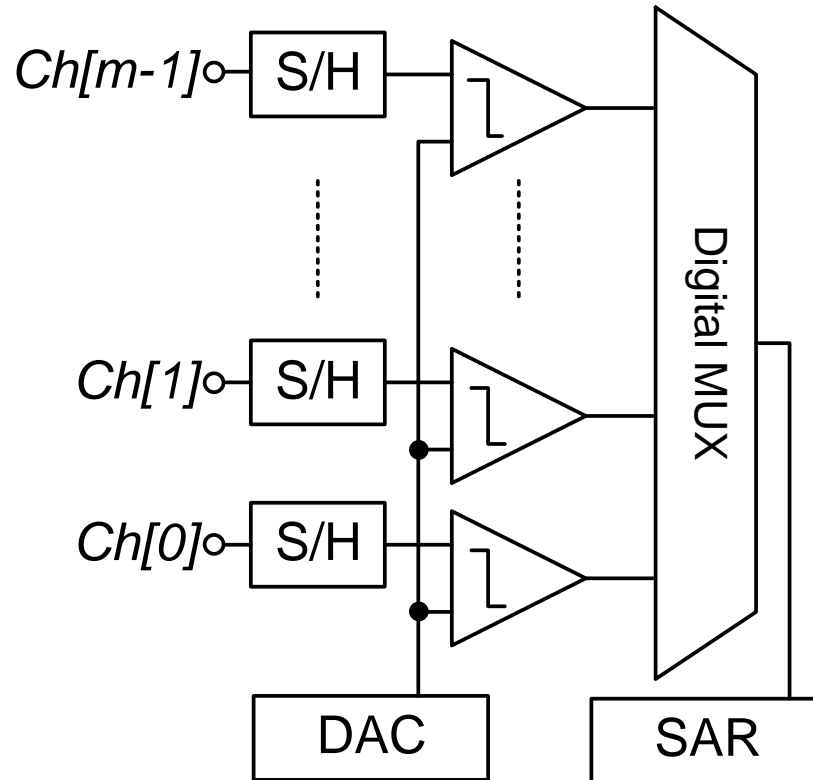 Ch[m-1]
S/H
Ch[1]
S/H
Digital MUX
Ch[0]
S/H
DAC
SAR